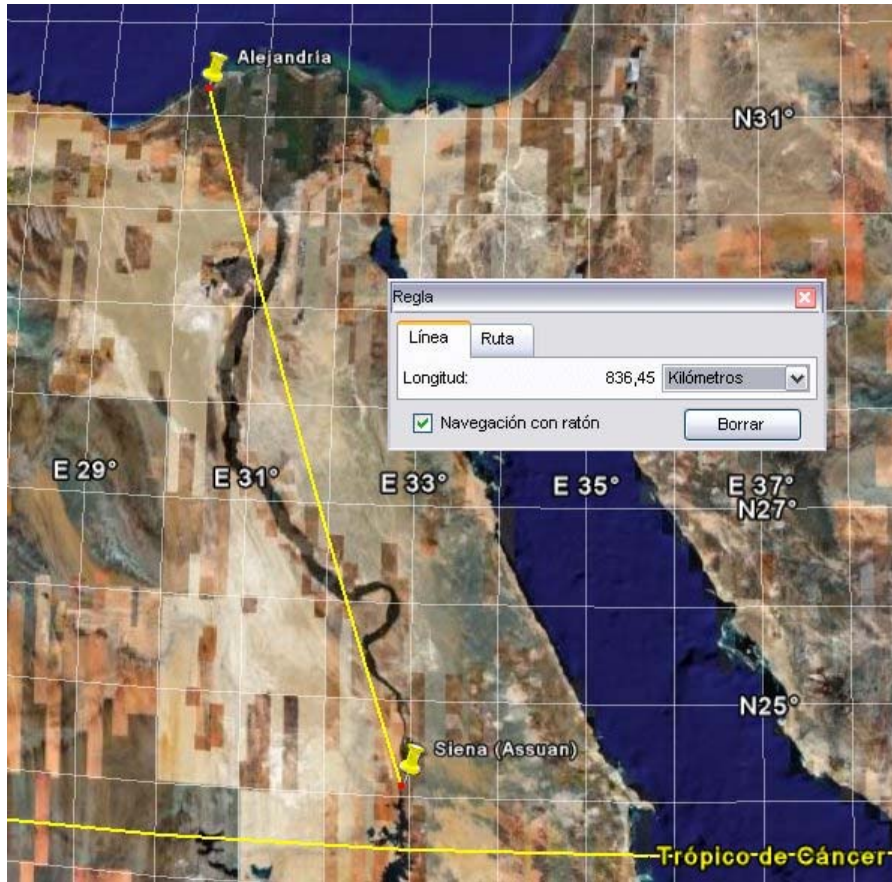 Alejandría
N31°
Regla
Línea Ruta
Longitud: 836,45 Kilómetros
Navegación con ratón Borrar
E 29° E 31° E 33° E 35° E 37°
N27°
N25°
Siena (Assuan)
Trópico de Cáncer